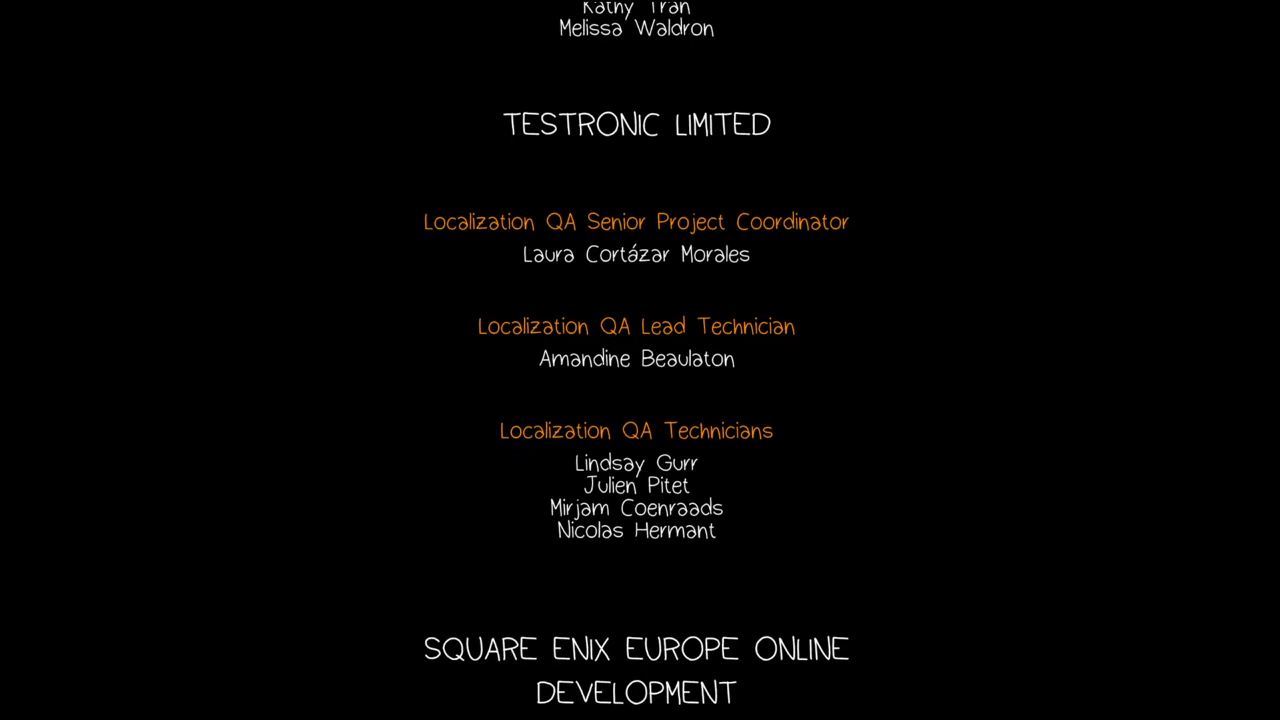 Kathy Tran
Melissa Waldron
TESTRONIC LIMITED
Localization QA Senior Project Coordinator
Laura Cortázar Morales
Localization QA Lead Technician
Amandine Beaulaton
Localization QA Technicians
Lindsay Gurr
Julien Pitet
Mirjam Coenraads
Nicolas Hermant
SQUARE ENIX EUROPE ONLINE
DEVELOPMENT